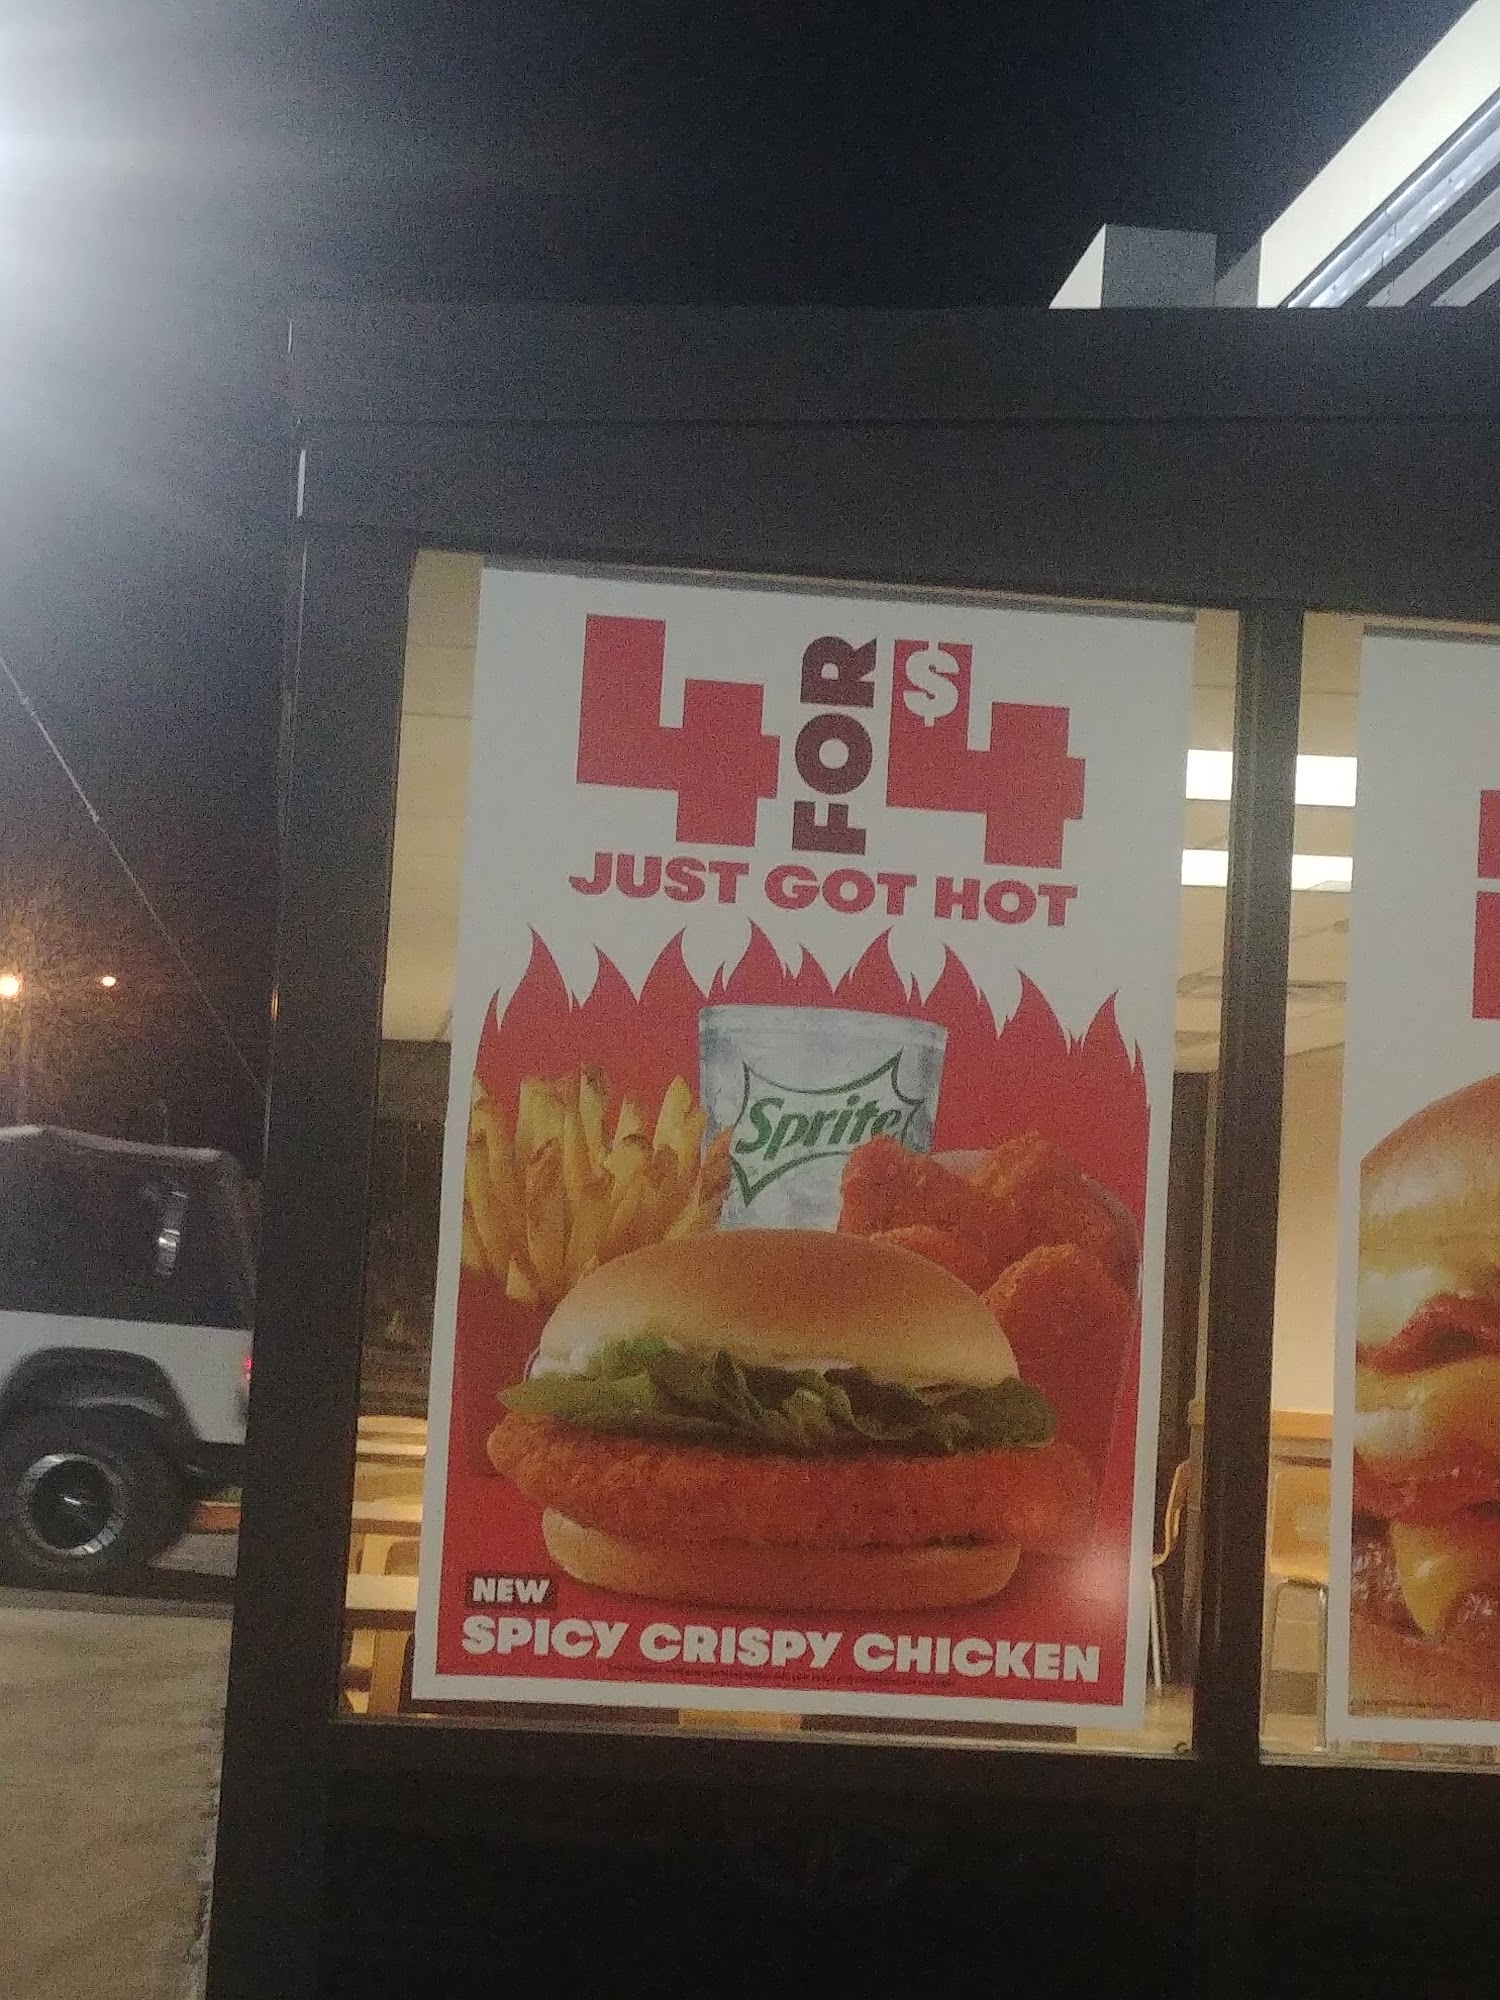 4 FOR $4
JUST GOT HOT
Sprite
NEW
SPICY CRISPY CHICKEN